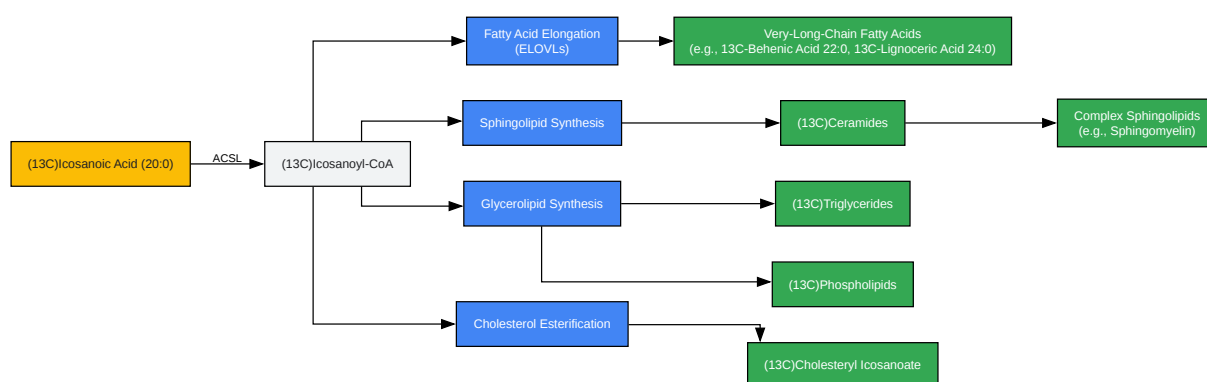 Fatty Acid Elongation
(ELOVLs)
Very-Long-Chain Fatty Acids
(e.g., 13C-Behenic Acid 22:0, 13C-Lignoceric Acid 24:0)
Sphingolipid Synthesis
(13C)Ceramides
Complex Sphingolipids
(e.g., Sphingomyelin)
(13C)Icosanoic Acid (20:0)
ACSL
(13C)Icosanoyl-CoA
Glycerolipid Synthesis
(13C)Triglycerides
(13C)Phospholipids
Cholesterol Esterification
(13C)Cholesteryl Icosanoate